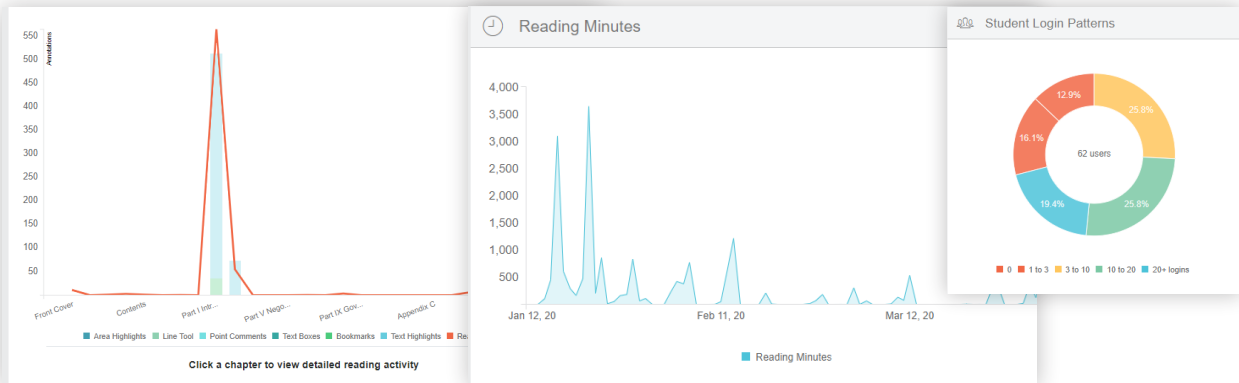 550
Annotations
500
450
400
350
300
250
200
150
100
50
Front Cover
Contents
Part I Intr...
Part V Nego...
Part IX Gov...
Appendix C
Area Highlights Line Tool Point Comments Text Boxes Bookmarks Text Highlights Rea
Click a chapter to view detailed reading activity
Reading Minutes
4,000
3,500
3,000
2,500
2,000
1,500
1,000
500
Jan 12, 20
Feb 11, 20
Mar 12, 20
Reading Minutes
Student Login Patterns
12.9%
25.8%
16.1%
62 users
19.4%
25.8%
0 1 to 3 3 to 10 10 to 20 20+ logins